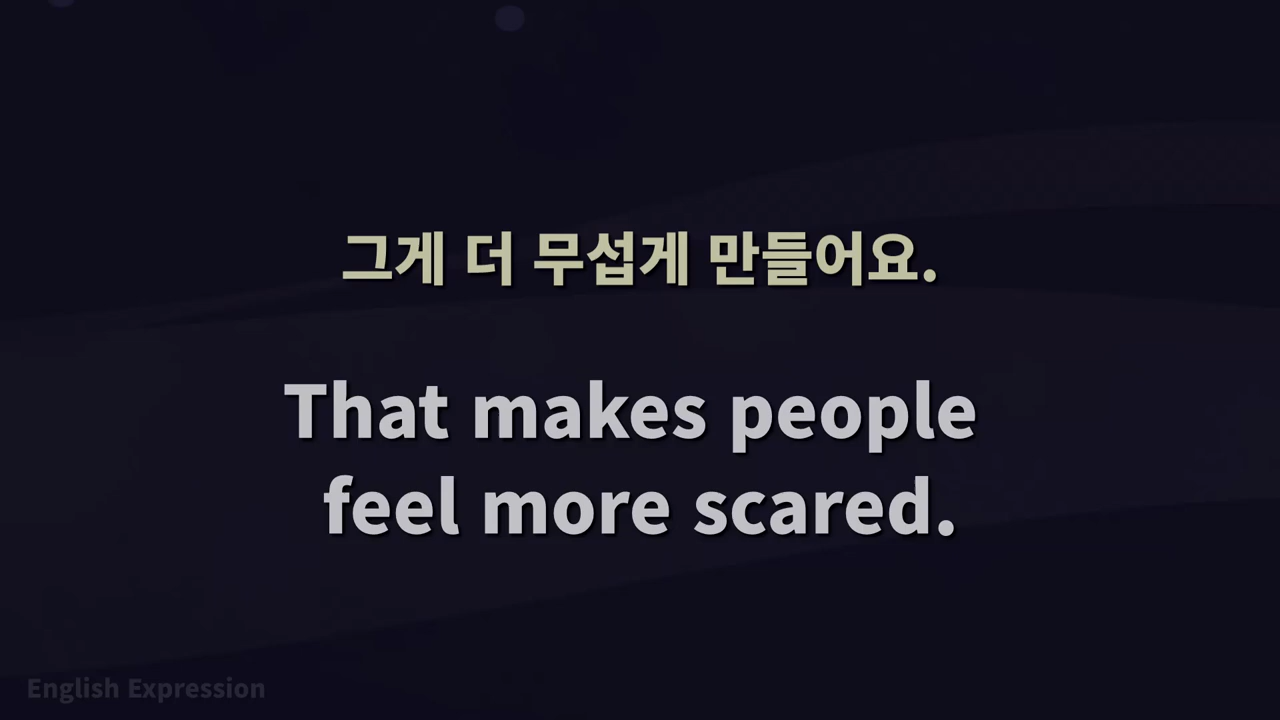 그게 더 무섭게 만들어요.
That makes people
feel more scared.
English Expression